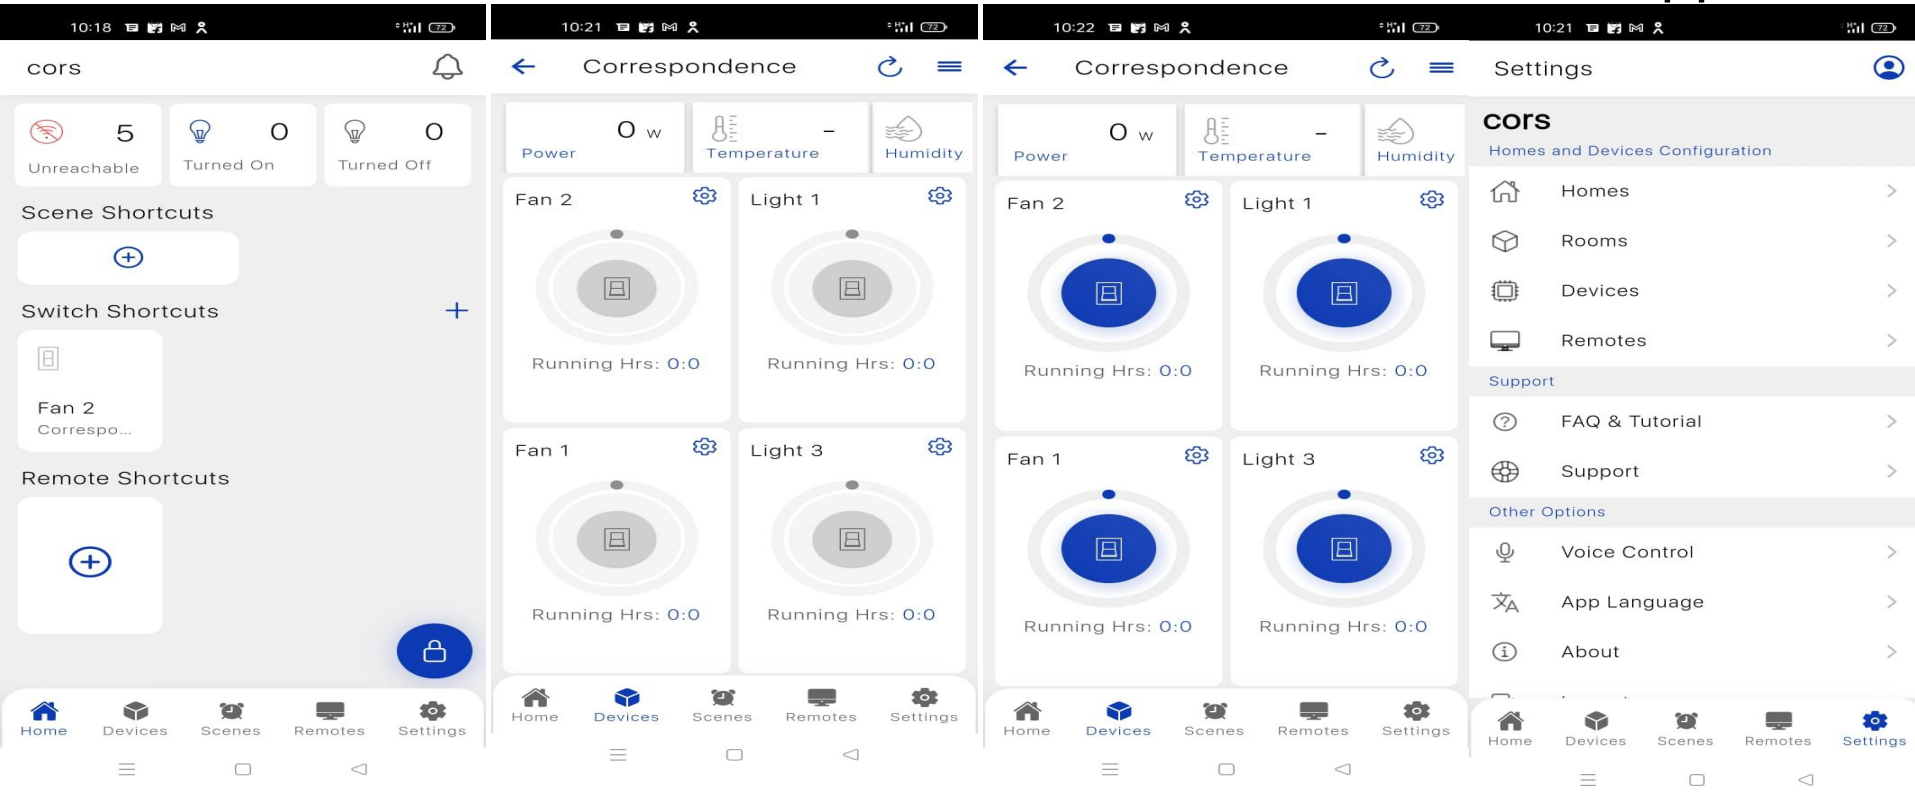 10:18
72
cors
5
Unreachable
0
Turned On
0
Turned Off
Scene Shortcuts
Switch Shortcuts
Fan 2
Correspo...
Remote Shortcuts
Home Devices Scenes Remotes Settings
10:21
72
Correspondence
0 w
Power
-
Temperature
Humidity
Fan 2
Light 1
Running Hrs: 0:0
Running Hrs: 0:0
Fan 1
Light 3
Running Hrs: 0:0
Running Hrs: 0:0
Home Devices Scenes Remotes Settings
10:22
72
Correspondence
0 w
Power
-
Temperature
Humidity
Fan 2
Light 1
Running Hrs: 0:0
Running Hrs: 0:0
Fan 1
Light 3
Running Hrs: 0:0
Running Hrs: 0:0
Home Devices Scenes Remotes Settings
10:21
72
Settings
cors
Homes and Devices Configuration
Homes
Rooms
Devices
Remotes
Support
FAQ & Tutorial
Support
Other Options
Voice Control
App Language
About
Home Devices Scenes Remotes Settings